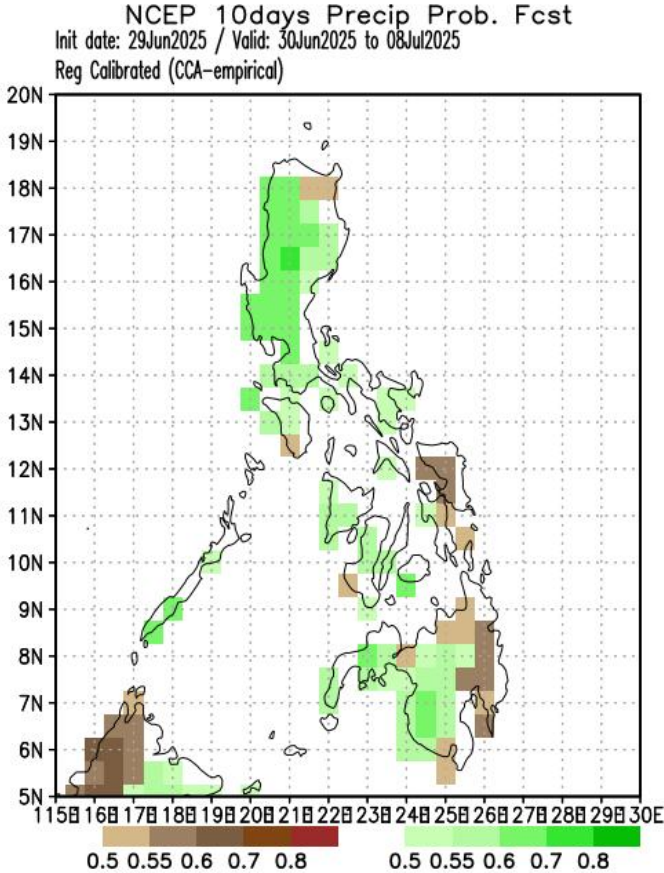 NCEP 10days Precip Prob. Fcst
Init date: 29Jun2025 / Valid: 30Jun2025 to 08Jul2025
Reg Calibrated (CCA-empirical)
20N
19N
18N
17N
16N
15N
14N
13N
12N
11N
10N
9N
8N
7N
6N
5N
115E 116E 117E 118E 119E 120E 121E 122E 123E 124E 125E 126E 127E 128E 129E 130E
0.5 0.55 0.6 0.7 0.8 0.5 0.55 0.6 0.7 0.8